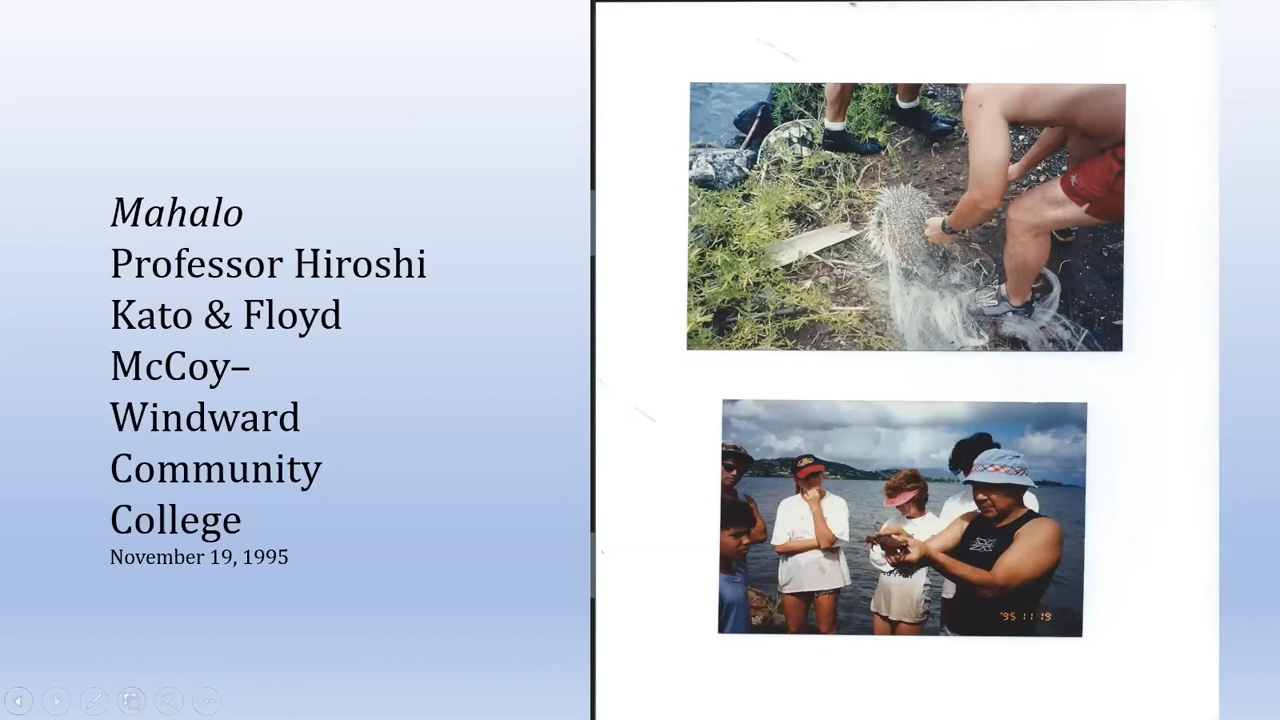 Mahalo
Professor Hiroshi
Kato & Floyd
McCoy–
Windward
Community
College
November 19, 1995
'95 11 19